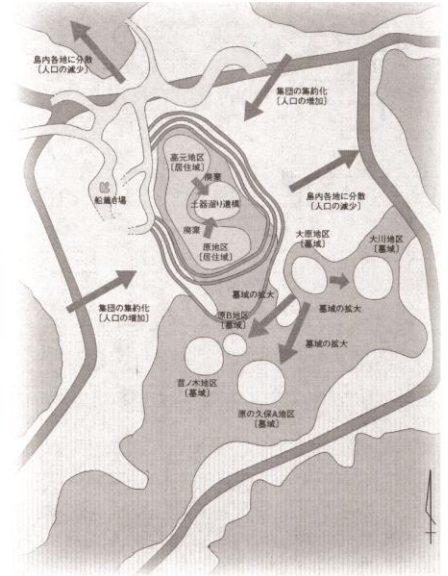 島内各地に分散
〔人口の減少〕
集団の集約化
〔人口の増加〕
高元地区
〔居住域〕
廃棄
土器溜り遺構
廃棄
原地区
〔居住域〕
船着き場
島内各地に分散
〔人口の減少〕
大原地区
〔墓域〕
大川地区
〔墓域〕
集団の集約化
〔人口の増加〕
墓域の拡大
墓域の拡大
原B地区
〔墓域〕
墓域の拡大
苣ノ木地区
〔墓域〕
原の久保A地区
〔墓域〕